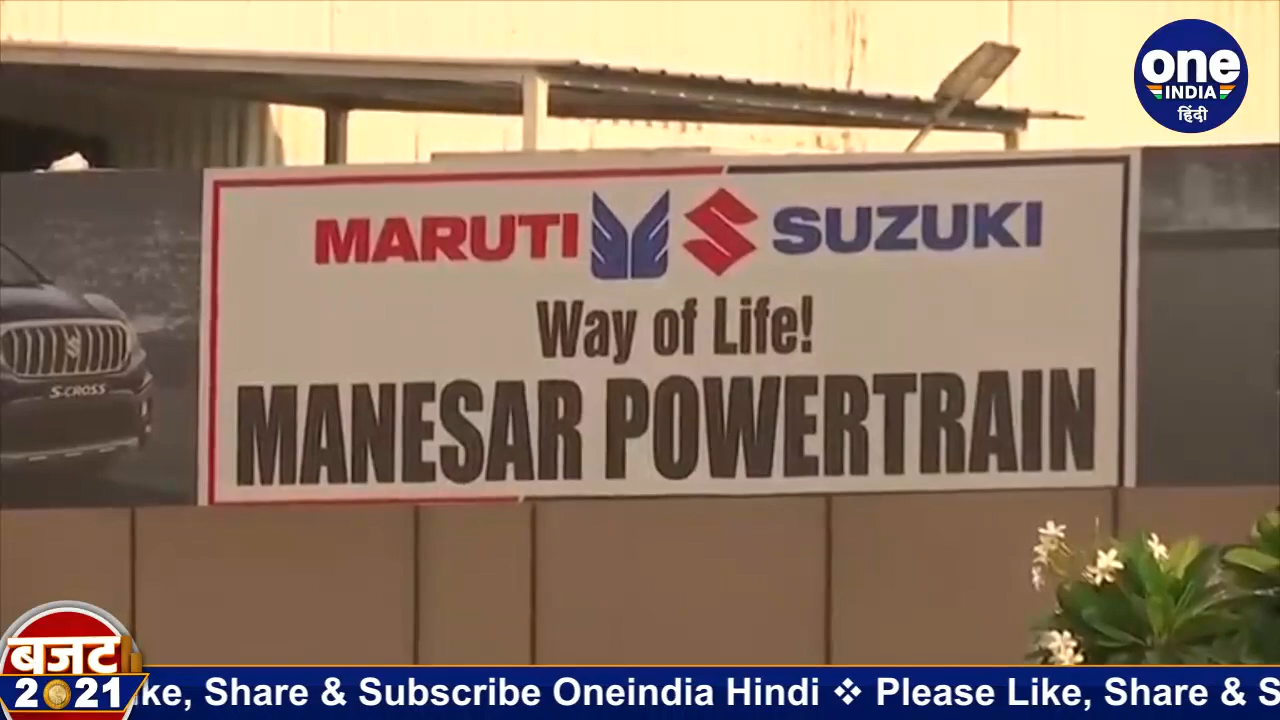 one
INDIA
हिंदी
MARUTI SUZUKI
Way of Life!
MANESAR POWERTRAIN
S-CROSS
बजट
2021
ke, Share & Subscribe Oneindia Hindi ❖ Please Like, Share & S